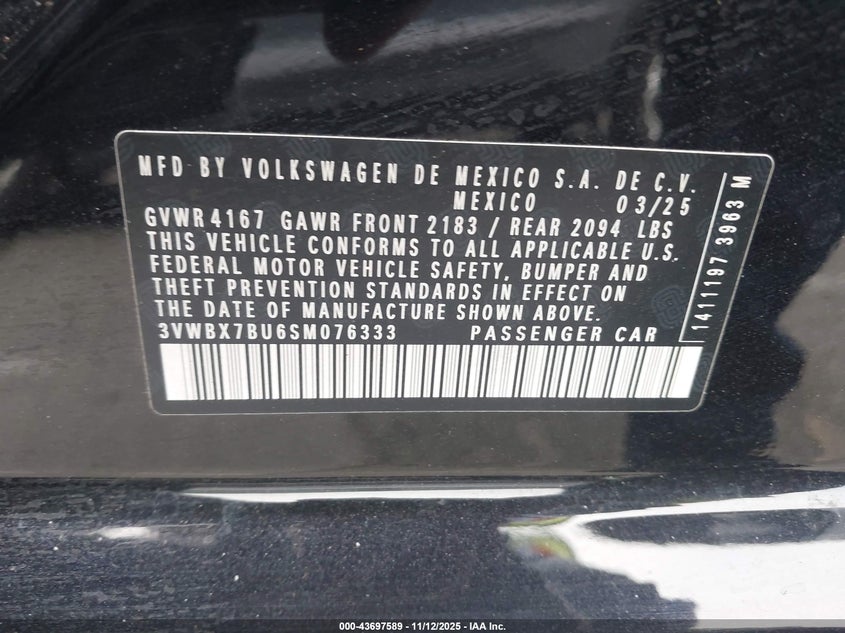 MFD BY VOLKSWAGEN DE MEXICO S.A. DE C.V.
MEXICO 03/25
GVWR 4167 GAWR FRONT 2183 / REAR 2094 LBS
THIS VEHICLE CONFORMS TO ALL APPLICABLE U.S.
FEDERAL MOTOR VEHICLE SAFETY, BUMPER AND
THEFT PREVENTION STANDARDS IN EFFECT ON
THE DATE OF MANUFACTURE SHOWN ABOVE.
3VWBX7BU6SM076333 PASSENGER CAR
1411197 3963 M
000-43697589 - 11/12/2025 - IAA Inc.